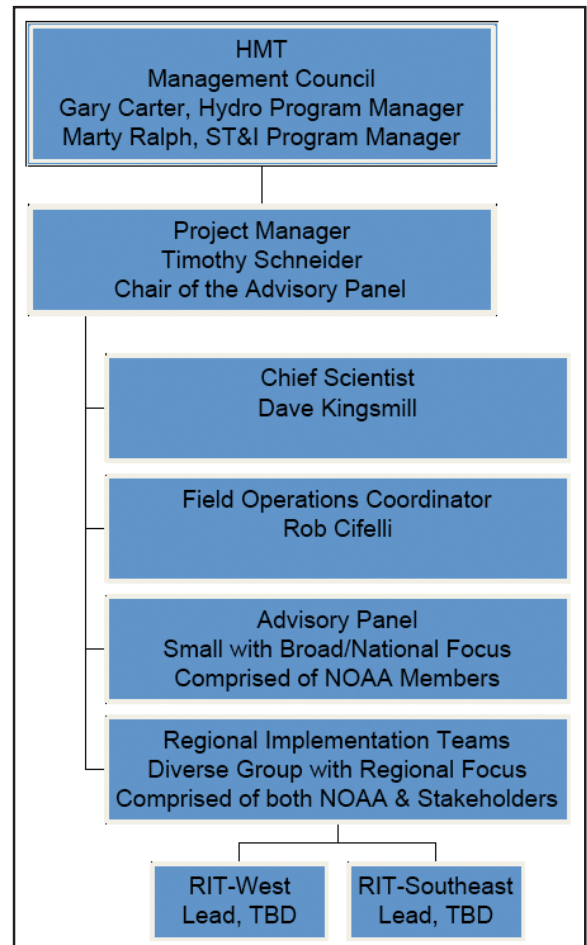 HMT
Management Council
Gary Carter, Hydro Program Manager
Marty Ralph, ST&I Program Manager
Project Manager
Timothy Schneider
Chair of the Advisory Panel
Chief Scientist
Dave Kingsmill
Field Operations Coordinator
Rob Cifelli
Advisory Panel
Small with Broad/National Focus
Comprised of NOAA Members
Regional Implementation Teams
Diverse Group with Regional Focus
Comprised of both NOAA & Stakeholders
RIT-West
Lead, TBD
RIT-Southeast
Lead, TBD